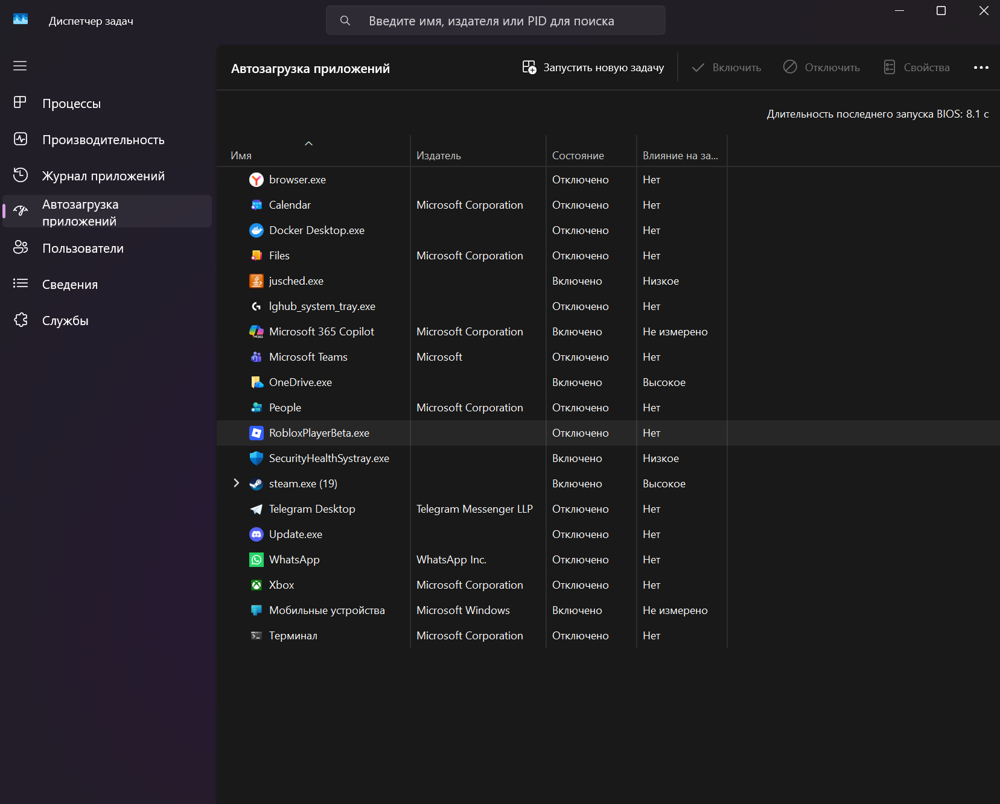 Диспетчер задач
Введите имя, издателя или PID для поиска
Процессы
Производительность
Журнал приложений
Автозагрузка
приложений
Пользователи
Сведения
Службы
Автозагрузка приложений
Запустить новую задачу
Включить
Отключить
Свойства
Длительность последнего запуска BIOS: 8.1 с
Имя Издатель Состояние Влияние на за...
browser.exe Отключено Нет
Calendar Microsoft Corporation Отключено Нет
Docker Desktop.exe Отключено Нет
Files Microsoft Corporation Отключено Нет
jusched.exe Включено Низкое
lghub_system_tray.exe Отключено Нет
M365 Microsoft 365 Copilot Microsoft Corporation Включено Не измерено
Microsoft Teams Microsoft Отключено Нет
OneDrive.exe Включено Высокое
People Microsoft Corporation Отключено Нет
RobloxPlayerBeta.exe Отключено Нет
SecurityHealthSystray.exe Включено Низкое
steam.exe (19) Включено Высокое
Telegram Desktop Telegram Messenger LLP Отключено Нет
Update.exe Отключено Нет
WhatsApp WhatsApp Inc. Отключено Нет
Xbox Microsoft Corporation Отключено Нет
Мобильные устройства Microsoft Windows Включено Не измерено
Терминал Microsoft Corporation Отключено Нет